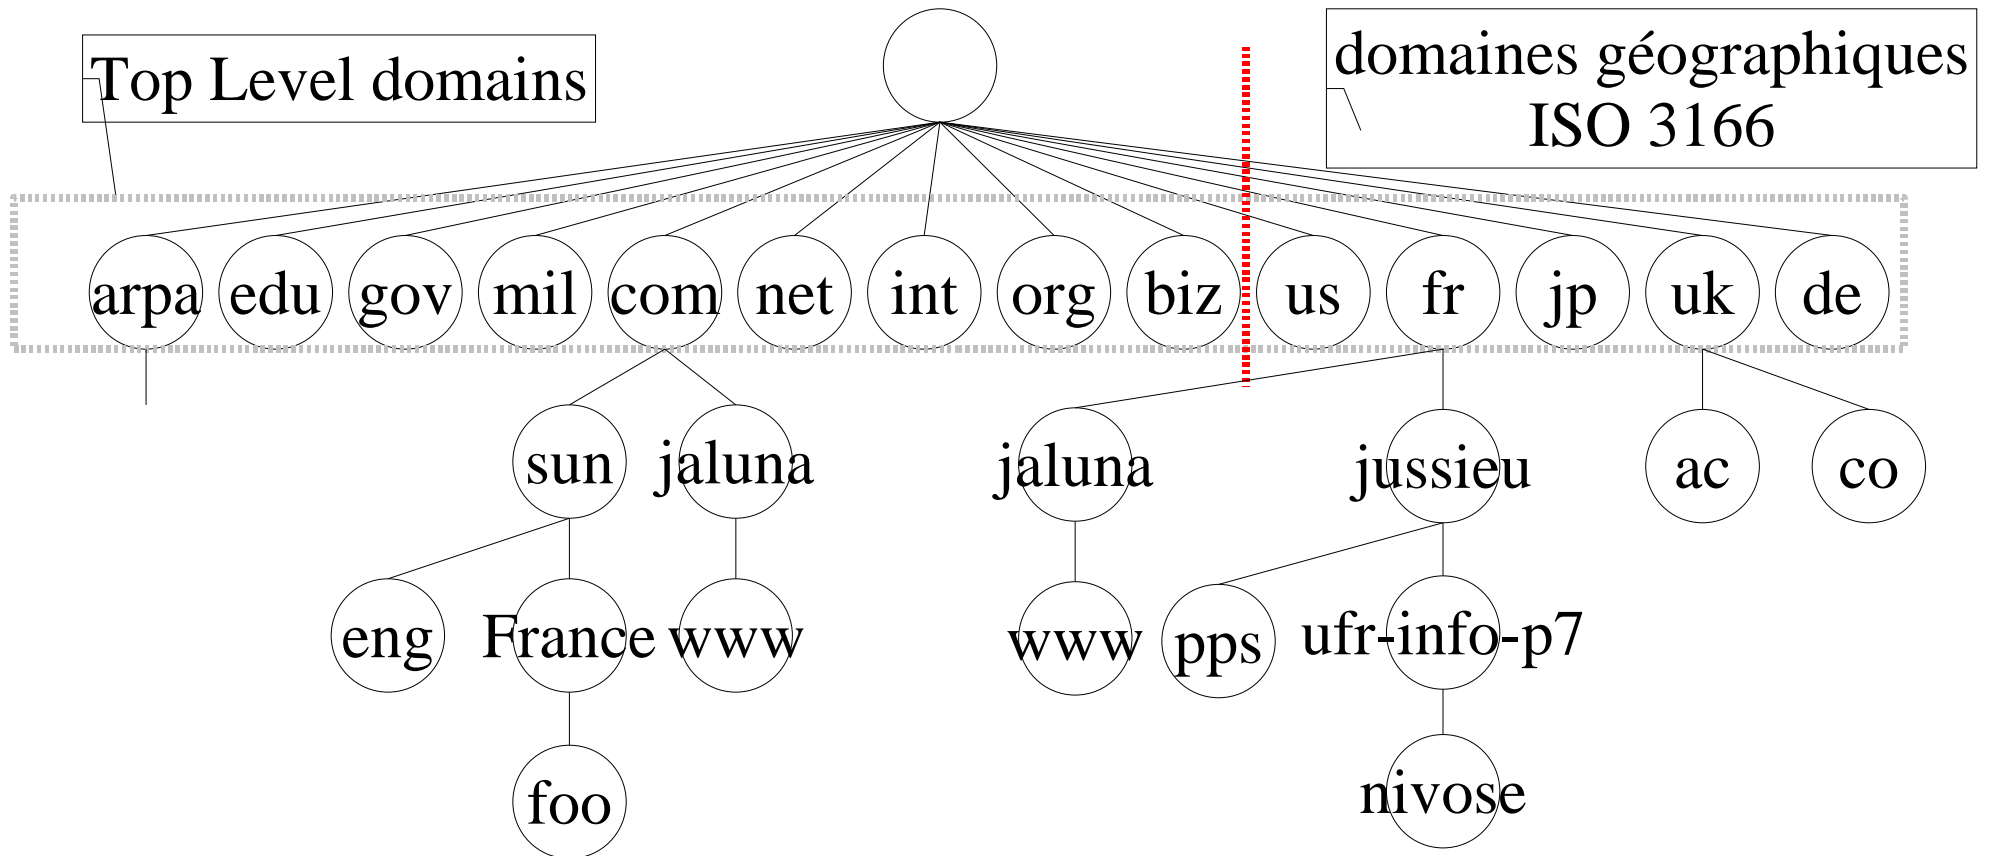 Top Level domains
domaines géographiques
ISO 3166
arpa edu gov mil com net int org biz us fr jp uk de
sun jaluna jaluna jussieu ac co
eng France www www pps ufr-info-p7
foo nivose